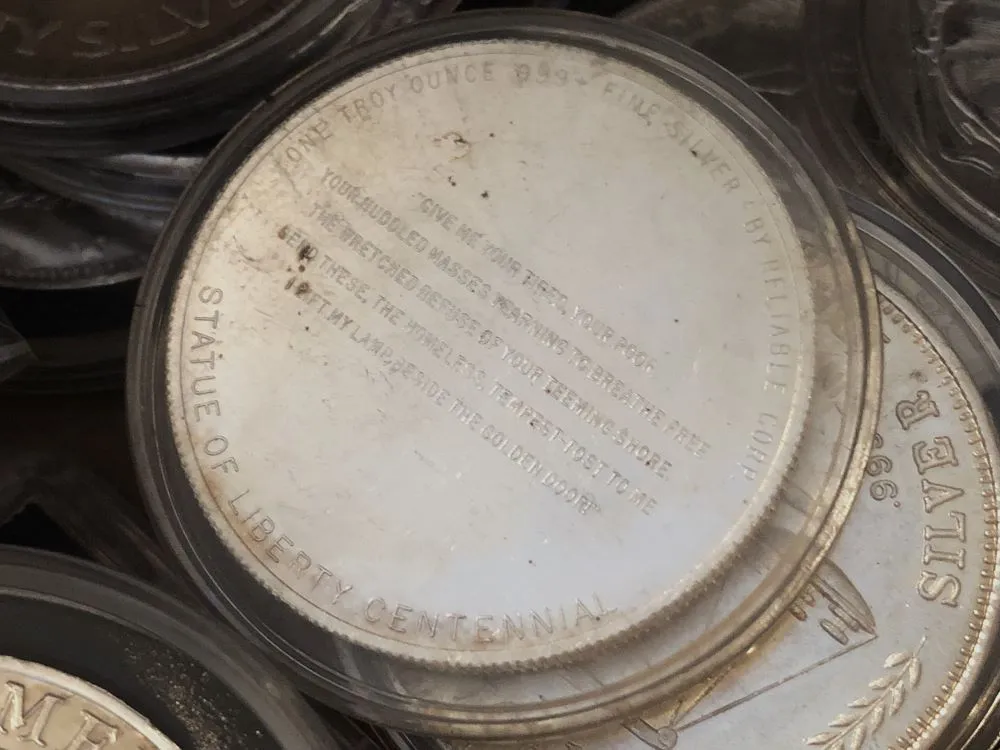 ONE TROY OUNCE 999+ FINE SILVER
BY RELIABLE CORP.
"GIVE ME YOUR TIRED, YOUR POOR
YOUR HUDDLED MASSES YEARNING TO BREATHE FREE
THE WRETCHED REFUSE OF YOUR TEEMING SHORE.
SEND THESE, THE HOMELESS, TEMPEST-TOST TO ME
I LIFT MY LAMP BESIDE THE GOLDEN DOOR!"
STATUE OF LIBERTY CENTENNIAL
SILVER
.999
ME